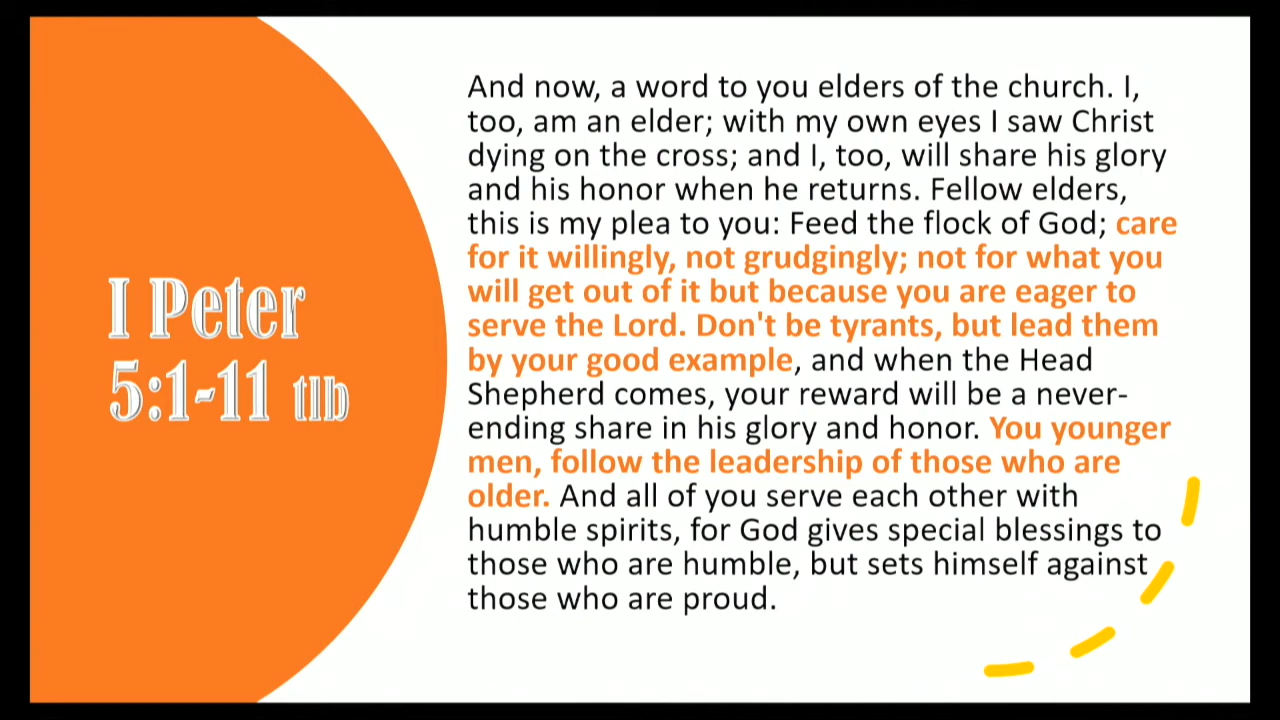 I Peter
5:1-11 tlb
And now, a word to you elders of the church. I,
too, am an elder; with my own eyes I saw Christ
dying on the cross; and I, too, will share his glory
and his honor when he returns. Fellow elders,
this is my plea to you: Feed the flock of God; care
for it willingly, not grudgingly; not for what you
will get out of it but because you are eager to
serve the Lord. Don't be tyrants, but lead them
by your good example, and when the Head
Shepherd comes, your reward will be a never-
ending share in his glory and honor. You younger
men, follow the leadership of those who are
older. And all of you serve each other with
humble spirits, for God gives special blessings to
those who are humble, but sets himself against
those who are proud.